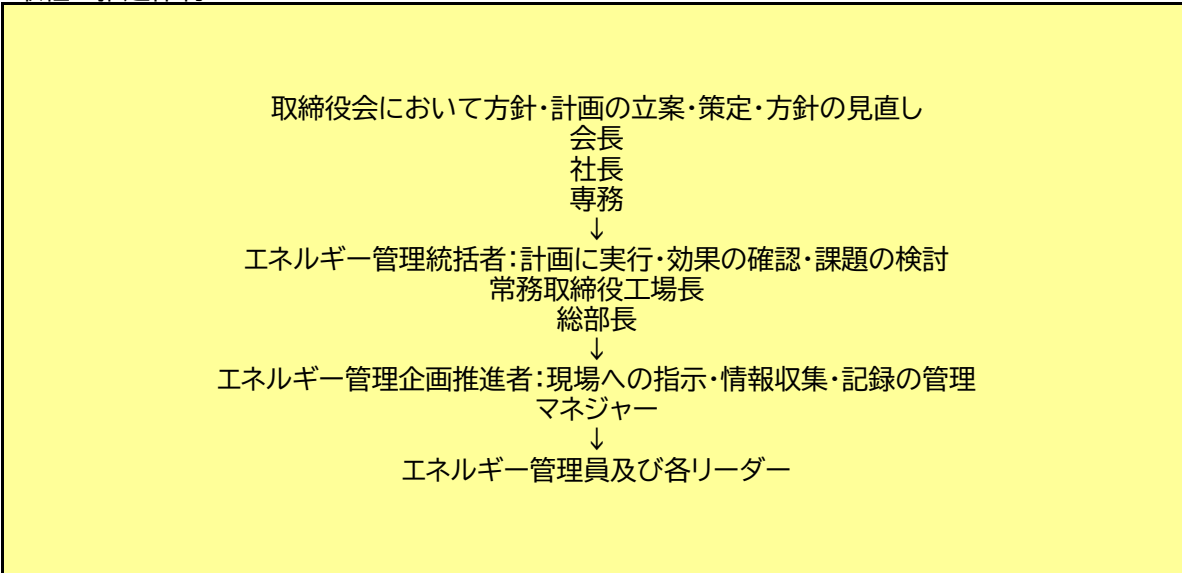 取締役会において方針・計画の立案・策定・方針の見直し
会長
社長
専務
↓
エネルギー管理統括者：計画に実行・効果の確認・課題の検討
常務取締役工場長
総部長
↓
エネルギー管理企画推進者：現場への指示・情報収集・記録の管理
マネジャー
↓
エネルギー管理員及び各リーダー